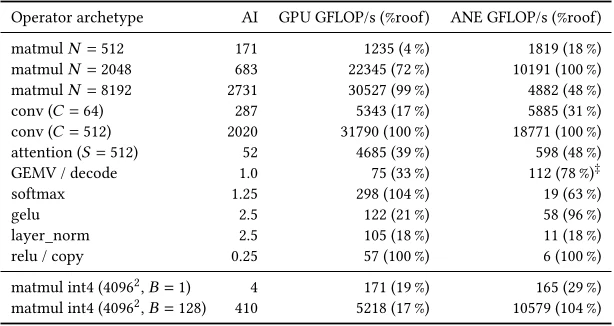 Operator archetype AI GPU GFLOP/s (%roof) ANE GFLOP/s (%roof)
matmul N = 512 171 1235 (4 %) 1819 (18 %)
matmul N = 2048 683 22345 (72 %) 10191 (100 %)
matmul N = 8192 2731 30527 (99 %) 4882 (48 %)
conv (C = 64) 287 5343 (17 %) 5885 (31 %)
conv (C = 512) 2020 31790 (100 %) 18771 (100 %)
attention (S = 512) 52 4685 (39 %) 598 (48 %)
GEMV / decode 1.0 75 (33 %) 112 (78 %)‡
softmax 1.25 298 (104 %) 19 (63 %)
gelu 2.5 122 (21 %) 58 (96 %)
layer_norm 2.5 105 (18 %) 11 (18 %)
relu / copy 0.25 57 (100 %) 6 (100 %)
matmul int4 (4096², B = 1) 4 171 (19 %) 165 (29 %)
matmul int4 (4096², B = 128) 410 5218 (17 %) 10579 (104 %)